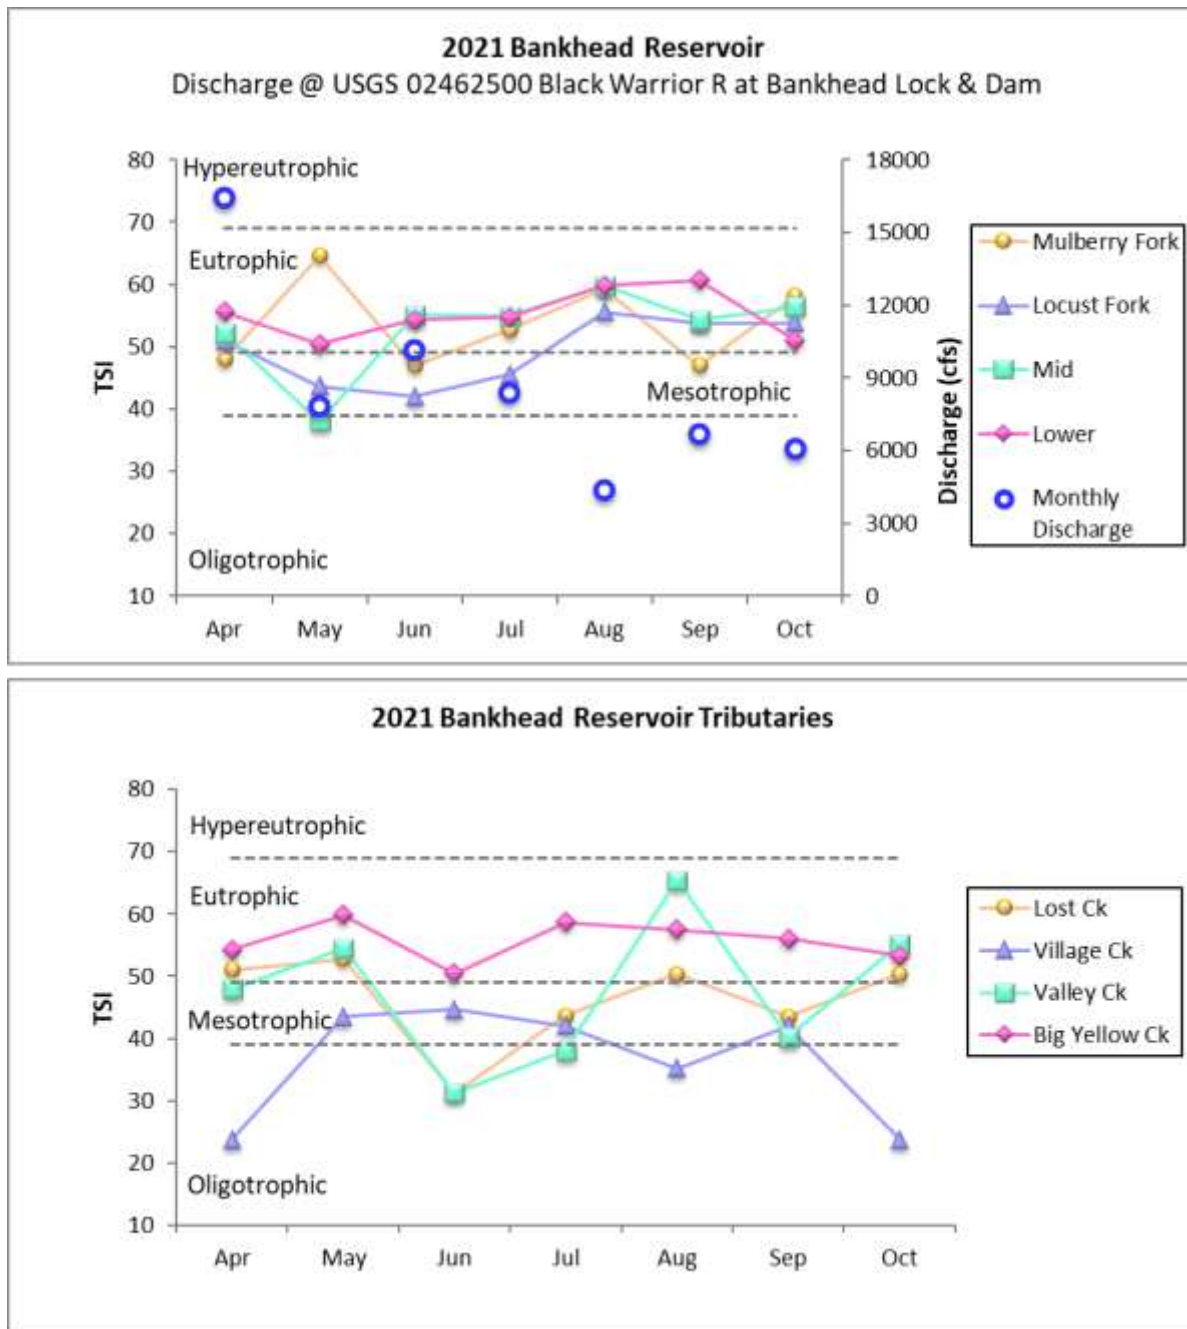 2021 Bankhead Reservoir
Discharge @ USGS 02462500 Black Warrior R at Bankhead Lock & Dam
80
70
60
50
40
30
20
10
TSI
Hypereutrophic
Eutrophic
Mesotrophic
Oligotrophic
Apr May Jun Jul Aug Sep Oct
18000
15000
12000
9000
6000
3000
0
Discharge (cfs)
Mulberry Fork
Locust Fork
Mid
Lower
Monthly
Discharge
2021 Bankhead Reservoir Tributaries
80
70
60
50
40
30
20
10
TSI
Hypereutrophic
Eutrophic
Mesotrophic
Oligotrophic
Apr May Jun Jul Aug Sep Oct
Lost Ck
Village Ck
Valley Ck
Big Yellow Ck